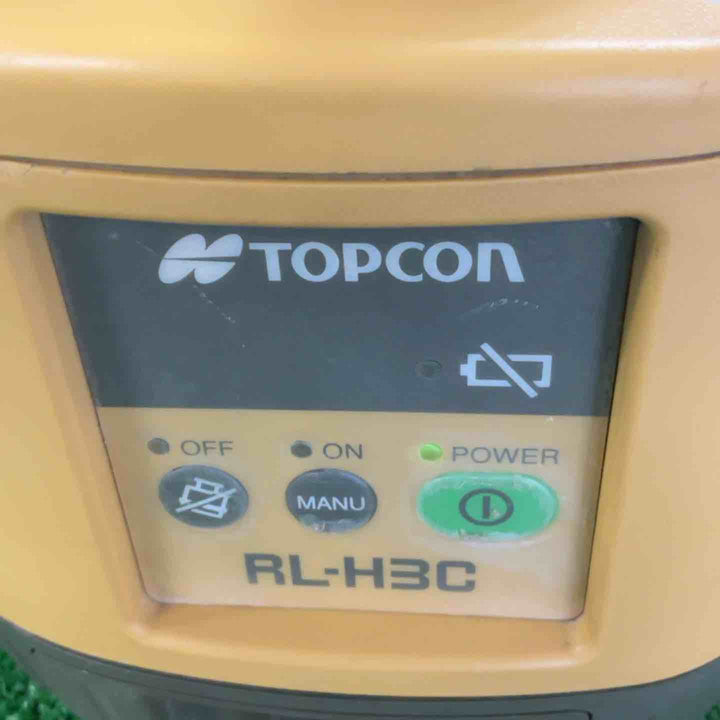 TOPCON
OFF ON POWER
MANU
RL-H3C